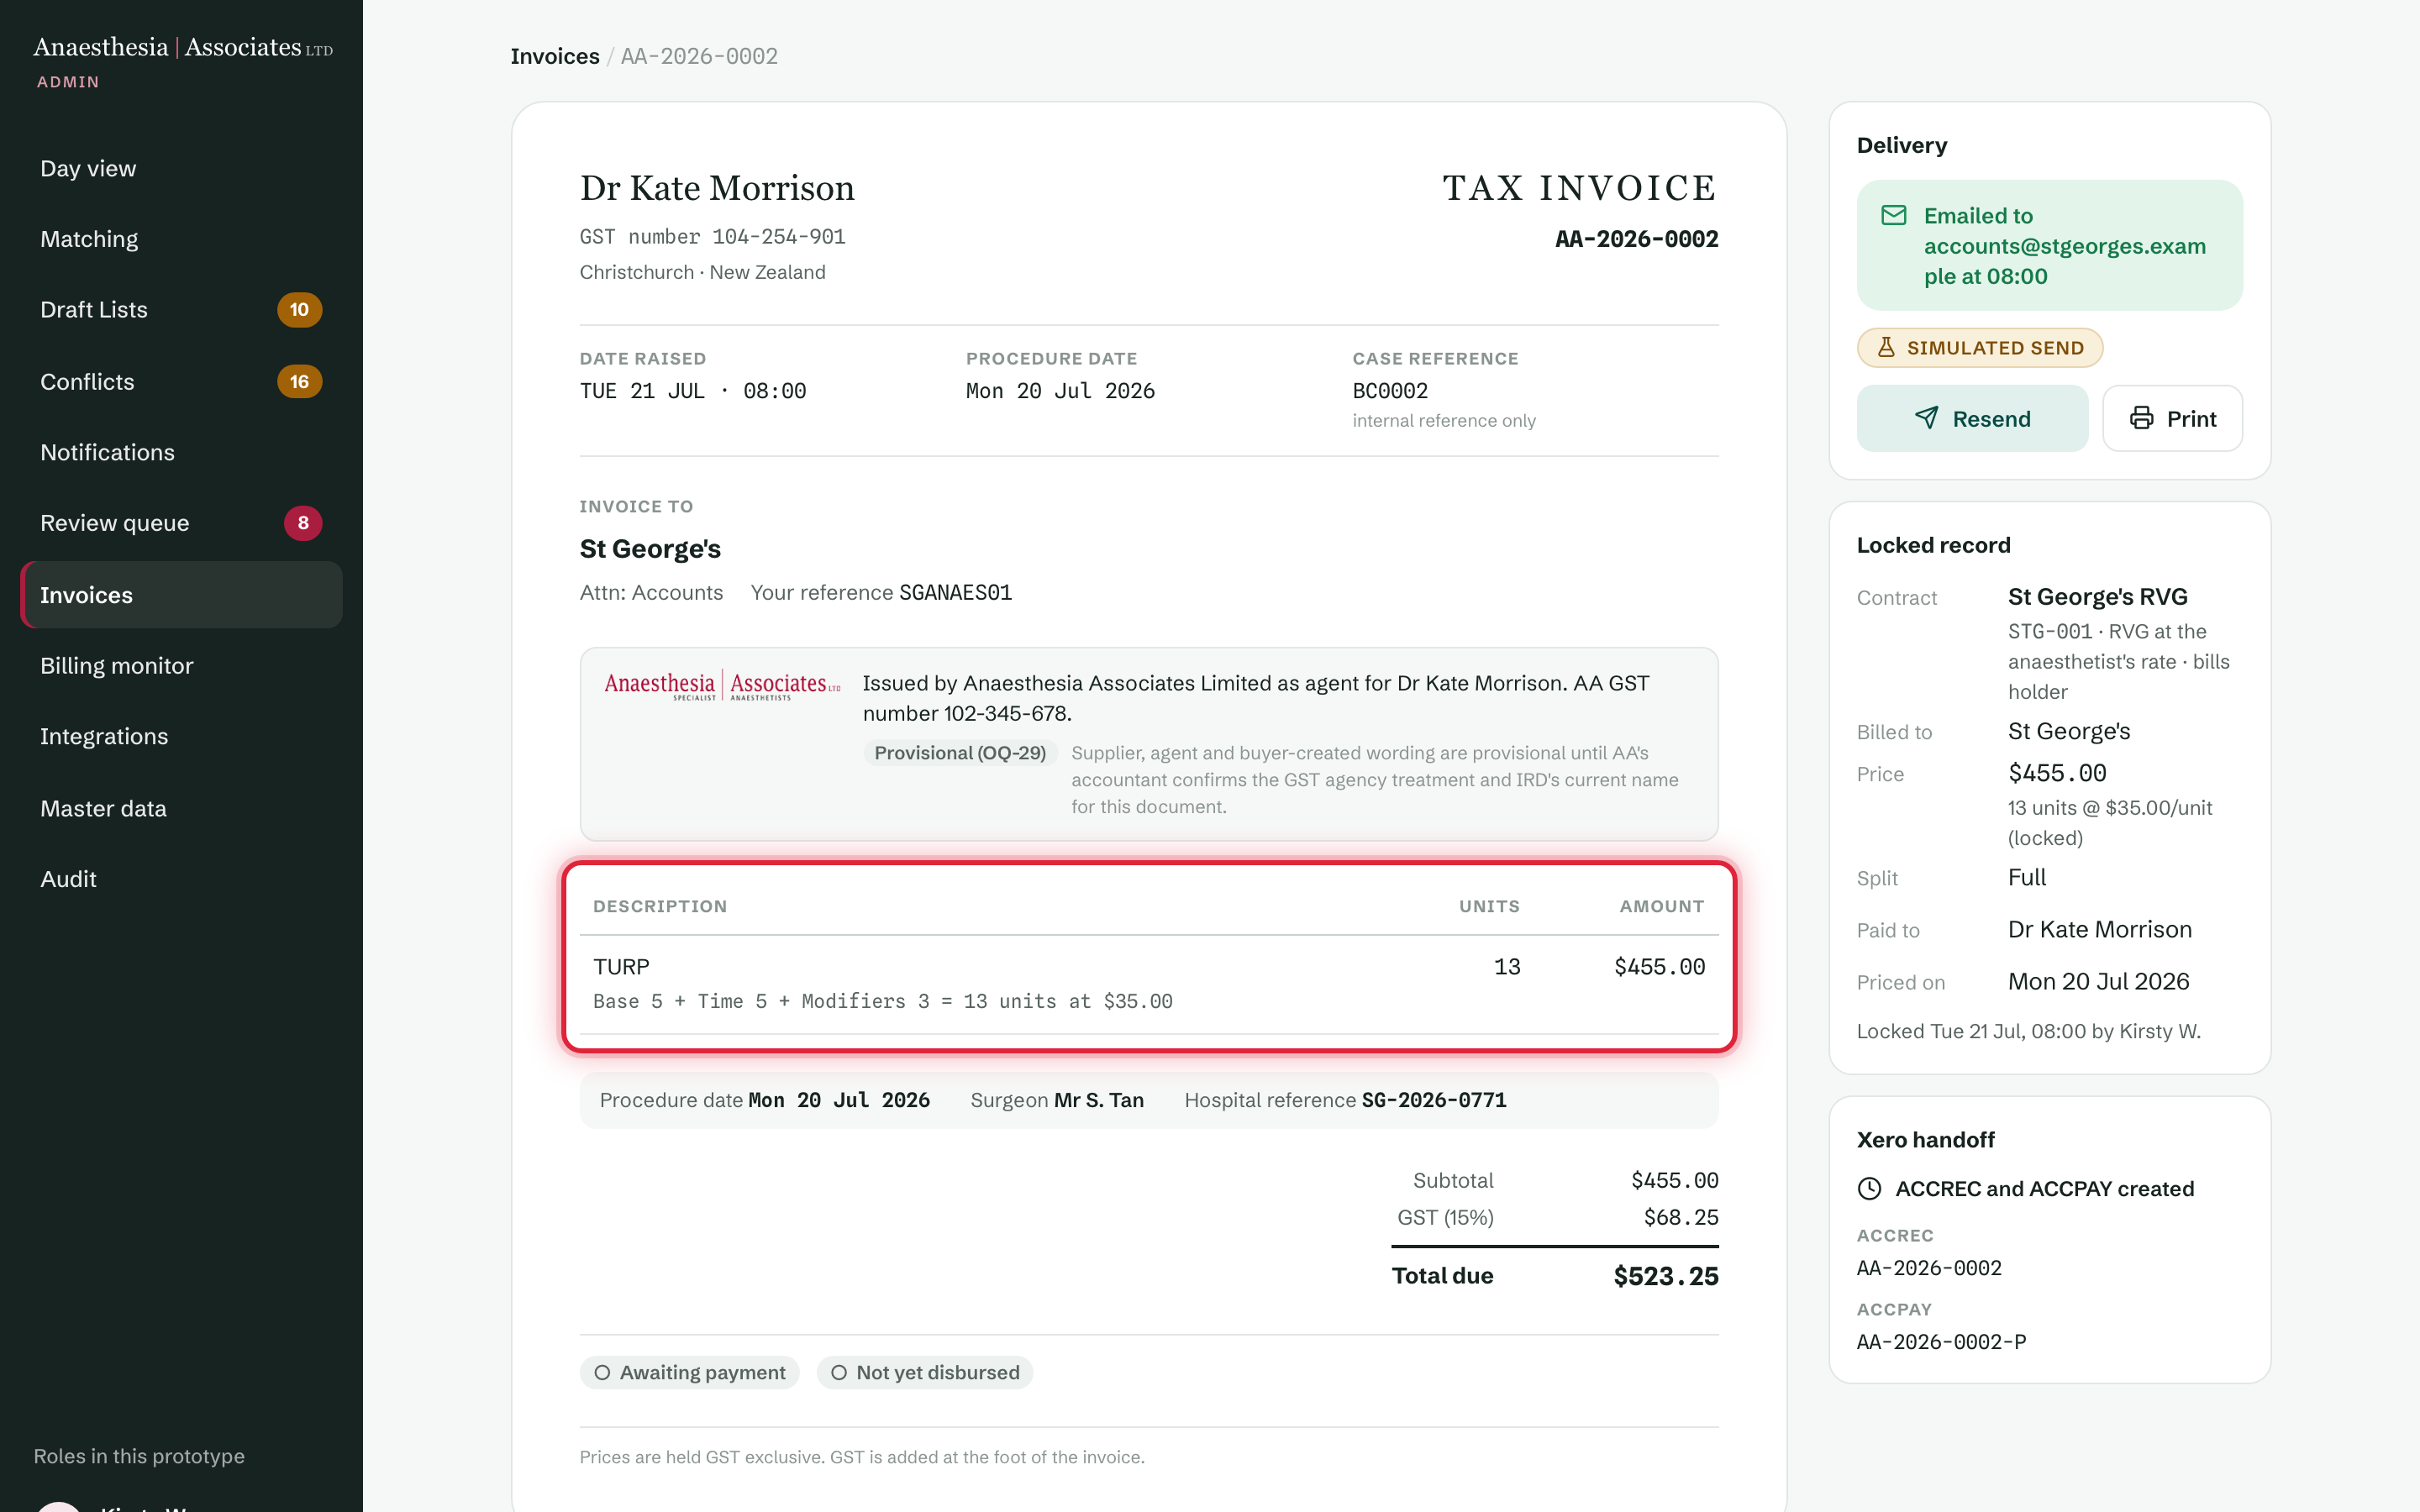 Anaesthesia | Associates LTD
ADMIN
Day view
Matching
Draft Lists 10
Conflicts 16
Notifications
Review queue 8
Invoices
Billing monitor
Integrations
Master data
Audit
Roles in this prototype
Invoices / AA-2026-0002
Dr Kate Morrison
GST number 104-254-901
Christchurch · New Zealand
TAX INVOICE
AA-2026-0002
DATE RAISED
TUE 21 JUL · 08:00
PROCEDURE DATE
Mon 20 Jul 2026
CASE REFERENCE
BC0002
internal reference only
INVOICE TO
St George's
Attn: Accounts Your reference SGANAES01
Anaesthesia | Associates LTD
SPECIALIST ANAESTHETISTS
Issued by Anaesthesia Associates Limited as agent for Dr Kate Morrison. AA GST
number 102-345-678.
Provisional (OQ-29)
Supplier, agent and buyer-created wording are provisional until AA's
accountant confirms the GST agency treatment and IRD's current name
for this document.
DESCRIPTION UNITS AMOUNT
TURP 13 $455.00
Base 5 + Time 5 + Modifiers 3 = 13 units at $35.00
Procedure date Mon 20 Jul 2026 Surgeon Mr S. Tan Hospital reference SG-2026-0771
Subtotal $455.00
GST (15%) $68.25
Total due $523.25
Awaiting payment Not yet disbursed
Prices are held GST exclusive. GST is added at the foot of the invoice.
Delivery
Emailed to
accounts@stgeorges.exam
ple at 08:00
SIMULATED SEND
Resend Print
Locked record
Contract St George's RVG
STG-001 · RVG at the
anaesthetist's rate · bills
holder
Billed to St George's
Price $455.00
13 units @ $35.00/unit
(locked)
Split Full
Paid to Dr Kate Morrison
Priced on Mon 20 Jul 2026
Locked Tue 21 Jul, 08:00 by Kirsty W.
Xero handoff
ACCREC and ACCPAY created
ACCREC
AA-2026-0002
ACCPAY
AA-2026-0002-P